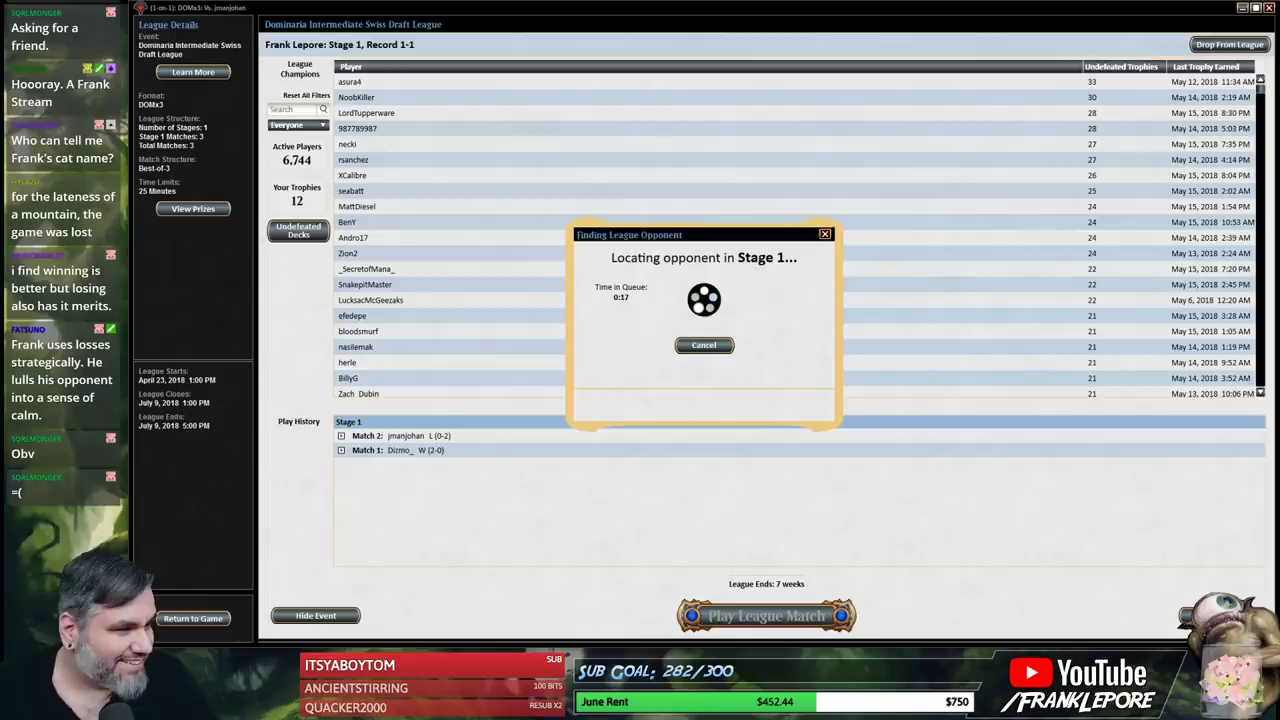 SQRLMONGER
Asking for a
friend.
Hoooray. A Frank
Stream
Who can tell me
Frank's cat name?
for the lateness of
a mountain, the
game was lost
i find winning is
better but losing
also has it merits.
FATSUNO
Frank uses losses
strategically. He
lulls his opponent
into a sense of
calm.
SQRLMONGER
Obv
SQRLMONGER
=(
(1-on-1): DOMx3: Vs. jmanjohan
League Details
Event:
Dominaria Intermediate Swiss
Draft League
Learn More
Format:
DOMx3
League Structure:
Number of Stages: 1
Stage 1 Matches: 3
Total Matches: 3
Match Structure:
Best-of-3
Time Limits:
25 Minutes
View Prizes
League Starts:
April 23, 2018 1:00 PM
League Closes:
July 9, 2018 1:00 PM
League Ends:
July 9, 2018 5:00 PM
Return to Game
Dominaria Intermediate Swiss Draft League
Frank Lepore: Stage 1, Record 1-1
Drop From League
League
Champions
Reset All Filters
Search
Everyone
Active Players
6,744
Your Trophies
12
Undefeated
Decks
Player Undefeated Trophies Last Trophy Earned
asura4 33 May 12, 2018 11:34 AM
NoobKiller 30 May 14, 2018 2:19 AM
LordTupperware 28 May 15, 2018 8:30 PM
987789987 28 May 14, 2018 5:03 PM
necki 27 May 15, 2018 7:35 PM
rsanchez 27 May 14, 2018 4:14 PM
XCalibre 26 May 15, 2018 8:04 PM
seabatt 25 May 15, 2018 2:02 AM
MattDiesel 24 May 15, 2018 1:54 PM
BenY 24 May 15, 2018 10:53 AM
Andro17 24 May 14, 2018 2:39 AM
Zion2 24 May 13, 2018 2:24 AM
_SecretofMana_ 22 May 15, 2018 7:20 PM
SnakepitMaster 22 May 15, 2018 2:45 PM
LucksacMcGeezaks 22 May 6, 2018 12:20 AM
efedepe 21 May 15, 2018 3:28 AM
bloodsmurf 21 May 15, 2018 1:05 AM
nasilemak 21 May 14, 2018 1:19 PM
herle 21 May 14, 2018 9:52 AM
BillyG 21 May 14, 2018 3:52 AM
Zach Dubin 21 May 13, 2018 10:06 PM
Finding League Opponent
Locating opponent in Stage 1...
Time in Queue:
0:17
Cancel
Play History
Stage 1
Match 2: jmanjohan L (0-2)
Match 1: Dizmo_ W (2-0)
League Ends: 7 weeks
Hide Event
Play League Match
ITSYABOYTOM SUB
ANCIENTSTIRRING 100 BITS
QUACKER2000 RESUB X2
SUB GOAL: 282/300
June Rent $452.44 $750
YouTube
/FRANKLEPORE